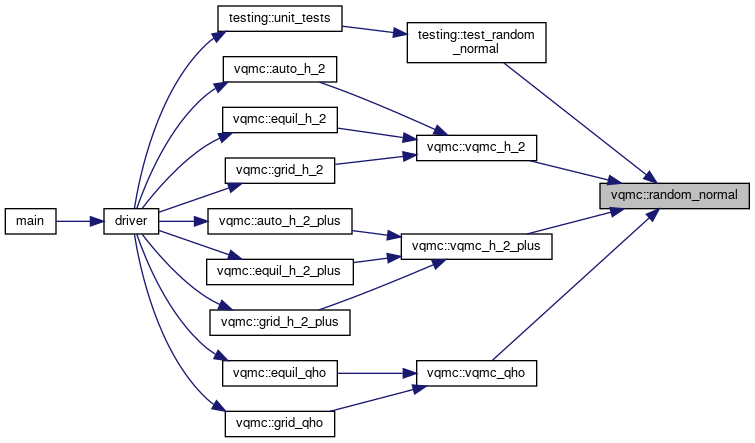 testing::unit_tests
testing::test_random
_normal
vqmc::auto_h_2
vqmc::equil_h_2
vqmc::vqmc_h_2
vqmc::grid_h_2
vqmc::random_normal
main
driver
vqmc::auto_h_2_plus
vqmc::vqmc_h_2_plus
vqmc::equil_h_2_plus
vqmc::grid_h_2_plus
vqmc::equil_qho
vqmc::vqmc_qho
vqmc::grid_qho